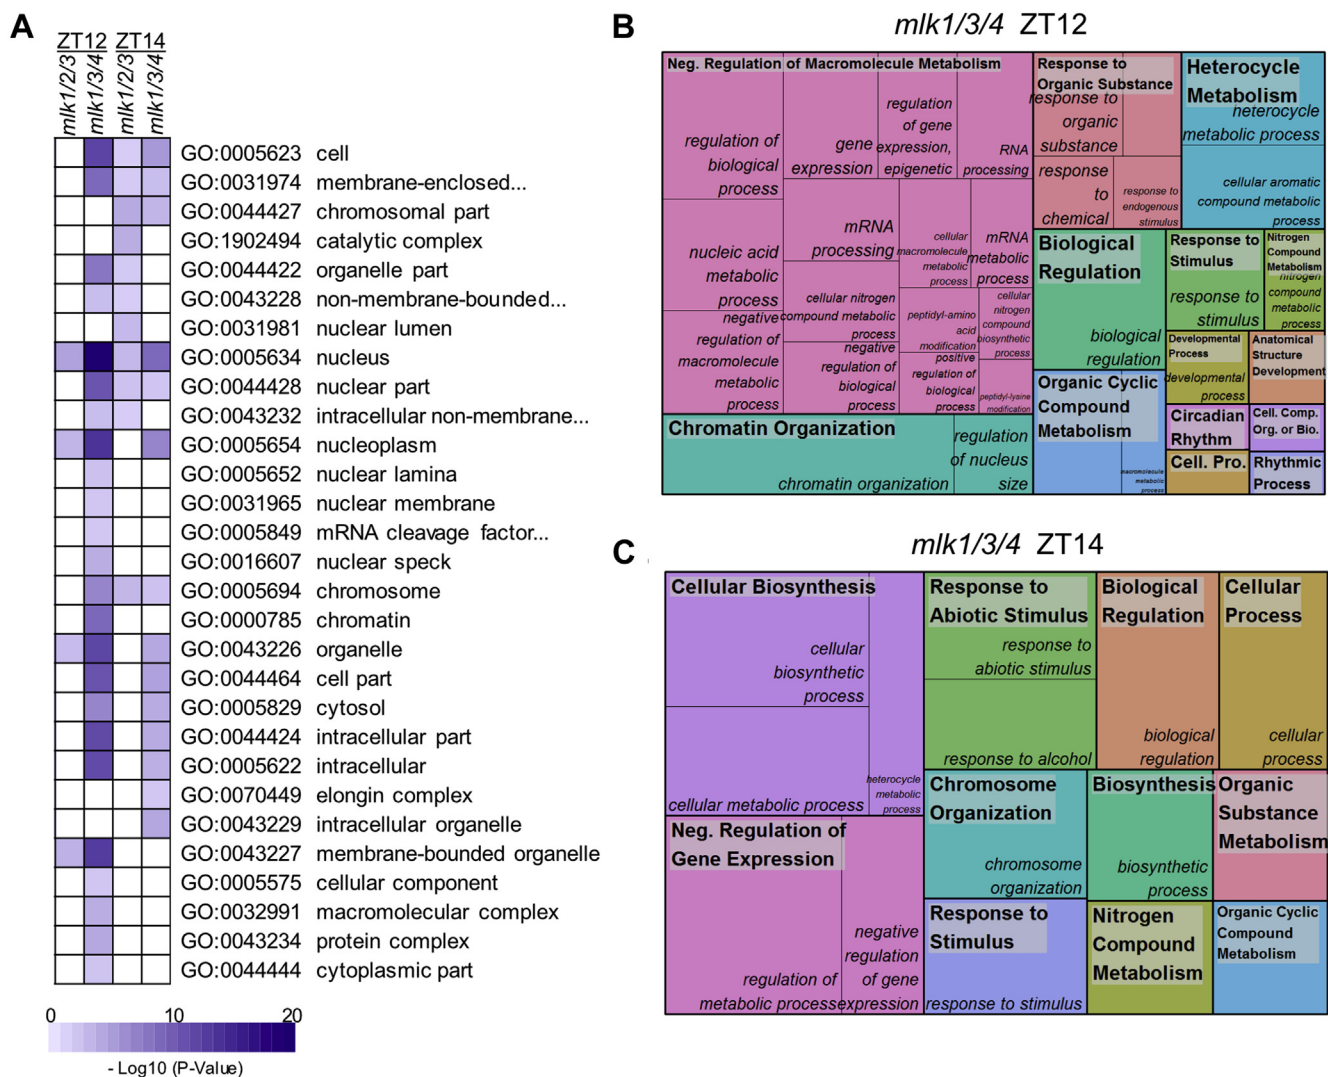 A
ZT12 ZT14
mlk1/2/3
mlk1/3/4
mlk1/2/3
mlk1/3/4
GO:0005623 cell
GO:0031974 membrane-enclosed...
GO:0044427 chromosomal part
GO:1902494 catalytic complex
GO:0044422 organelle part
GO:0043228 non-membrane-bounded...
GO:0031981 nuclear lumen
GO:0005634 nucleus
GO:0044428 nuclear part
GO:0043232 intracellular non-membrane...
GO:0005654 nucleoplasm
GO:0005652 nuclear lamina
GO:0031965 nuclear membrane
GO:0005849 mRNA cleavage factor...
GO:0016607 nuclear speck
GO:0005694 chromosome
GO:0000785 chromatin
GO:0043226 organelle
GO:0044464 cell part
GO:0005829 cytosol
GO:0044424 intracellular part
GO:0005622 intracellular
GO:0070449 elongin complex
GO:0043229 intracellular organelle
GO:0043227 membrane-bounded organelle
GO:0005575 cellular component
GO:0032991 macromolecular complex
GO:0043234 protein complex
GO:0044444 cytoplasmic part
0 10 20
- Log10 (P-Value)
B
mlk1/3/4 ZT12
Neg. Regulation of Macromolecule Metabolism
regulation of
biological
process
gene
expression
regulation
of gene
expression,
epigenetic
RNA
processing
nucleic acid
metabolic
process
mRNA
processing
cellular
macromolecule
metabolic
process
mRNA
metabolic
process
negative
regulation of
macromolecule
metabolic
process
cellular nitrogen
compound metabolic
process
negative
regulation of
biological
process
peptidyl-amino
acid
modification
cellular
nitrogen
compound
biosynthetic
process
positive
regulation of
biological
process
peptidyl-lysine
modification
Chromatin Organization
chromatin organization
regulation
of nucleus
size
Response to
Organic Substance
response to
organic
substance
response
to
chemical
response to
endogenous
stimulus
Heterocycle
Metabolism
heterocycle
metabolic process
cellular aromatic
compound metabolic
process
Biological
Regulation
biological
regulation
Response to
Stimulus
response to
stimulus
Nitrogen
Compound
Metabolism
nitrogen
compound
metabolic
process
Organic Cyclic
Compound
Metabolism
macromolecule
metabolic
process
Developmental
Process
developmental
process
Anatomical
Structure
Development
Circadian
Rhythm
Cell. Comp.
Org. or Bio.
Cell. Pro.
Rhythmic
Process
C
mlk1/3/4 ZT14
Cellular Biosynthesis
cellular
biosynthetic
process
cellular metabolic process
heterocycle
metabolic
process
Neg. Regulation of
Gene Expression
regulation of
metabolic process
negative
regulation
of gene
expression
Response to
Abiotic Stimulus
response to
abiotic stimulus
response to alcohol
Biological
Regulation
biological
regulation
Cellular
Process
cellular
process
Chromosome
Organization
chromosome
organization
Biosynthesis
biosynthetic
process
Organic
Substance
Metabolism
Response to
Stimulus
response to stimulus
Nitrogen
Compound
Metabolism
Organic Cyclic
Compound
Metabolism